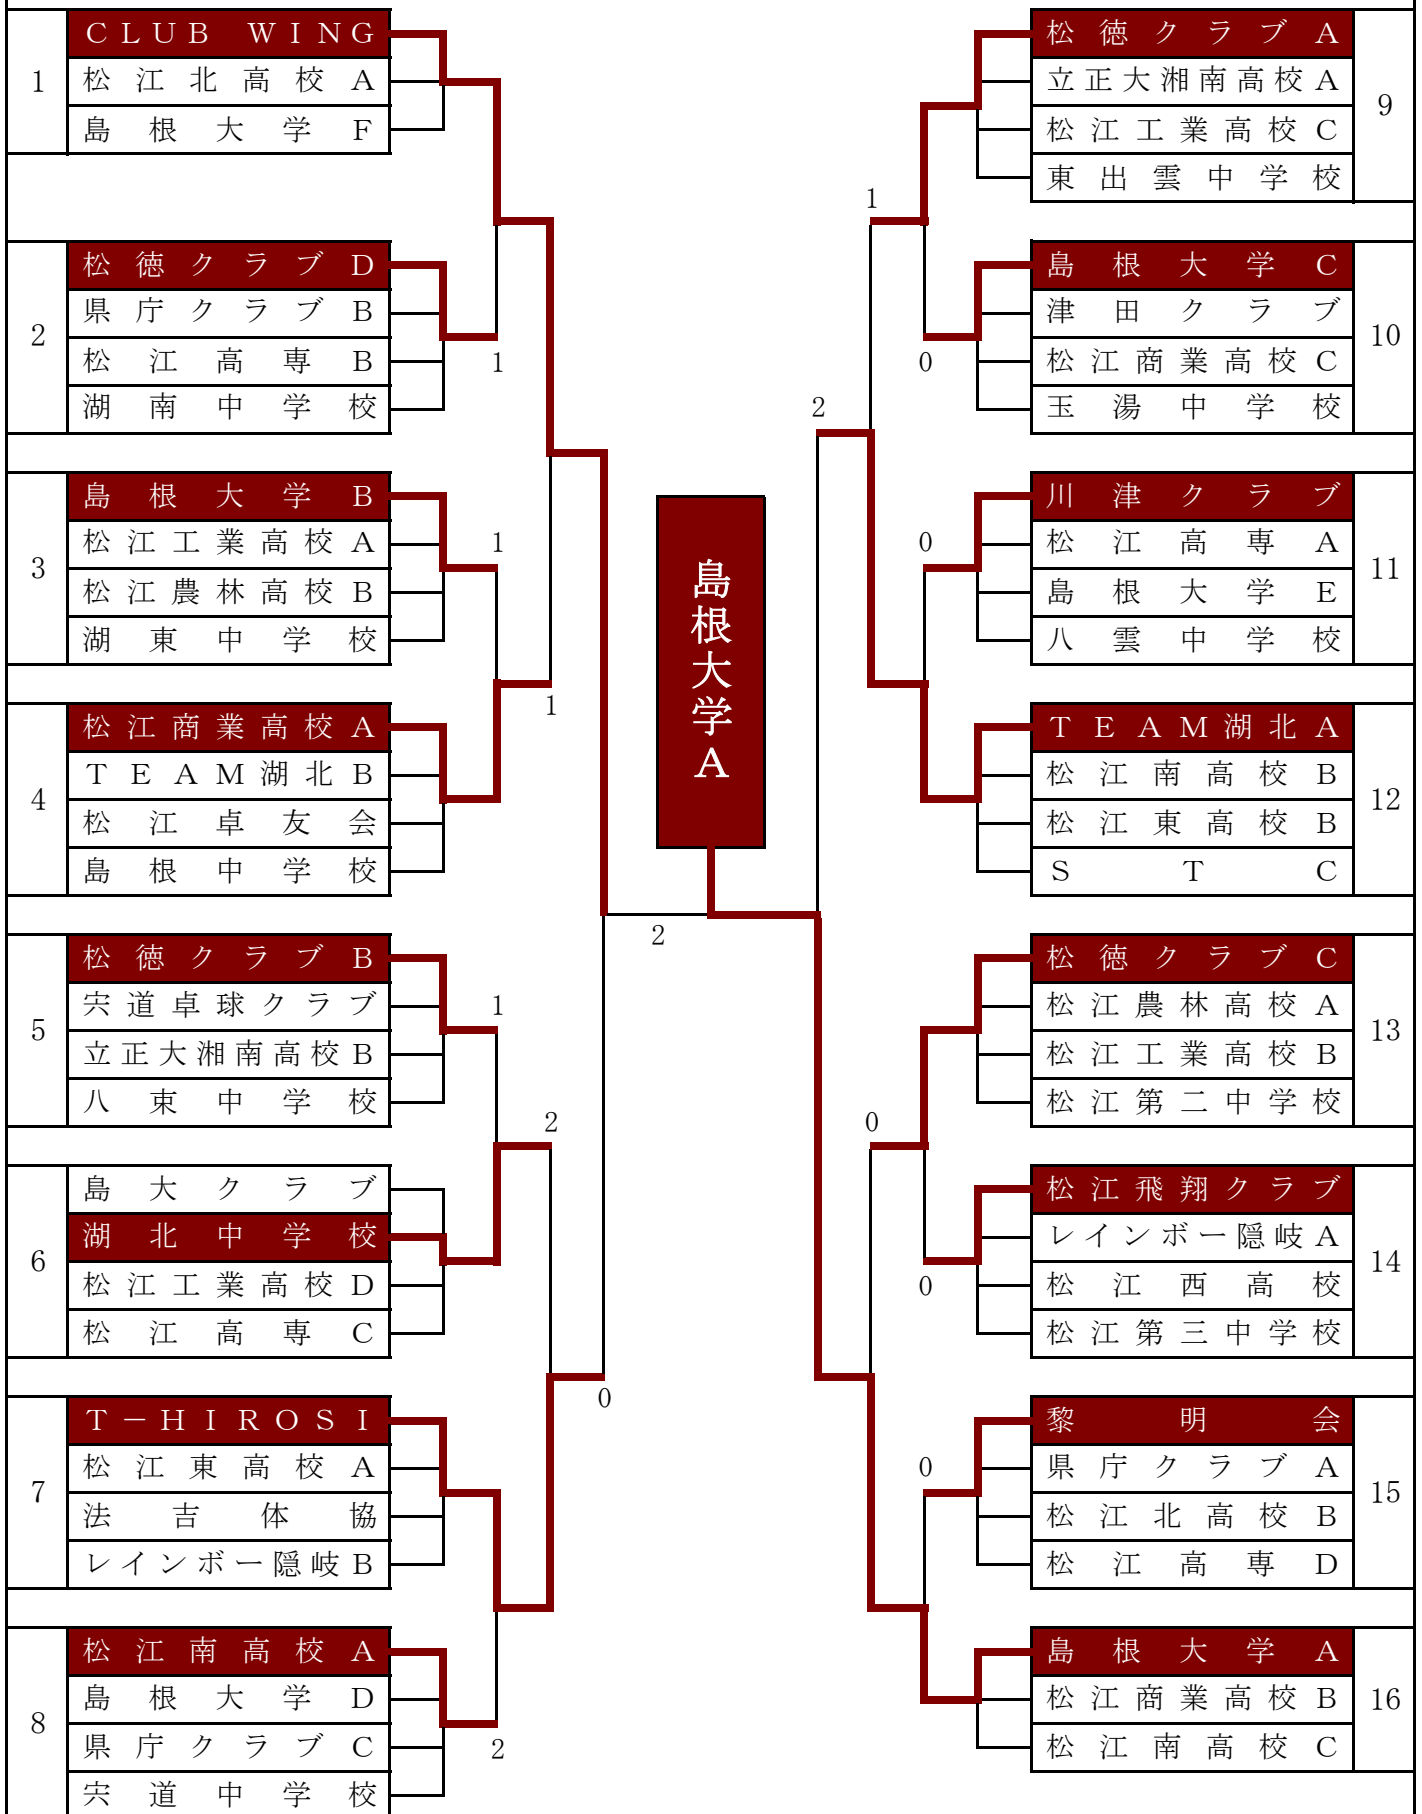 1
CLUB WING
松江北高校A
島根大学F
2
松徳クラブD
県庁クラブB
松江高専B
湖南中学校
1
3
島根大学B
松江工業高校A
松江農林高校B
湖東中学校
1
4
松江商業高校A
TEAM湖北B
松江卓友会
島根中学校
1
5
松徳クラブB
宍道卓球クラブ
立正大湘南高校B
八束中学校
1
2
6
島大クラブ
湖北中学校
松江工業高校D
松江高専C
7
T－HIROSI
松江東高校A
法吉体協
レインボー隠岐B
0
8
松江南高校A
島根大学D
県庁クラブC
宍道中学校
2
島根大学A
2
松徳クラブA
立正大湘南高校A
松江工業高校C
東出雲中学校
9
1
島根大学C
津田クラブ
松江商業高校C
玉湯中学校
10
0
2
川津クラブ
松江高専A
島根大学E
八雲中学校
11
0
TEAM湖北A
松江南高校B
松江東高校B
STC
12
松徳クラブC
松江農林高校A
松江工業高校B
松江第二中学校
13
0
松江飛翔クラブ
レインボー隠岐A
松江西高校
松江第三中学校
14
0
黎明会
県庁クラブA
松江北高校B
松江高専D
15
0
島根大学A
松江商業高校B
松江南高校C
16